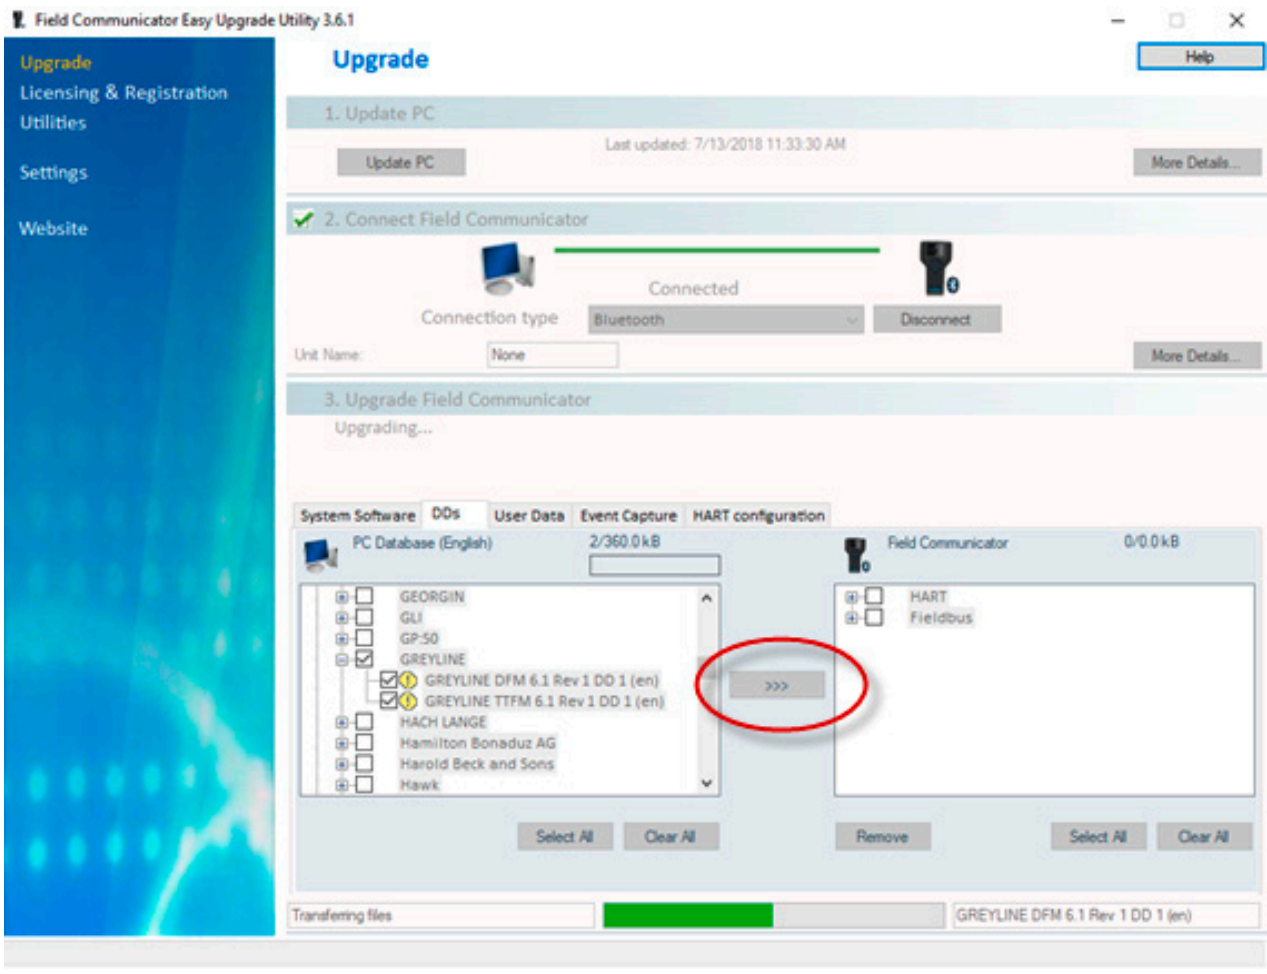 Field Communicator Easy Upgrade Utility 3.6.1
Upgrade
Licensing & Registration
Utilities
Settings
Website
Upgrade
Help
1. Update PC
Last updated: 7/13/2018 11:33:30 AM
Update PC
More Details...
2. Connect Field Communicator
Connected
Connection type
Bluetooth
Disconnect
Unit Name:
None
More Details...
3. Upgrade Field Communicator
Upgrading...
System Software DDs User Data Event Capture HART configuration
PC Database (English) 2/360.0 kB
Field Communicator 0/0.0 kB
GEORGIN
GLI
GP:50
GREYLINE
GREYLINE DFM 6.1 Rev 1 DD 1 (en)
GREYLINE TTFM 6.1 Rev 1 DD 1 (en)
HACH LANGE
Hamilton Bonaduz AG
Harold Beck and Sons
Hawk
>>>
HART
Fieldbus
Select All Clear All
Remove Select All Clear All
Transferring files
GREYLINE DFM 6.1 Rev 1 DD 1 (en)